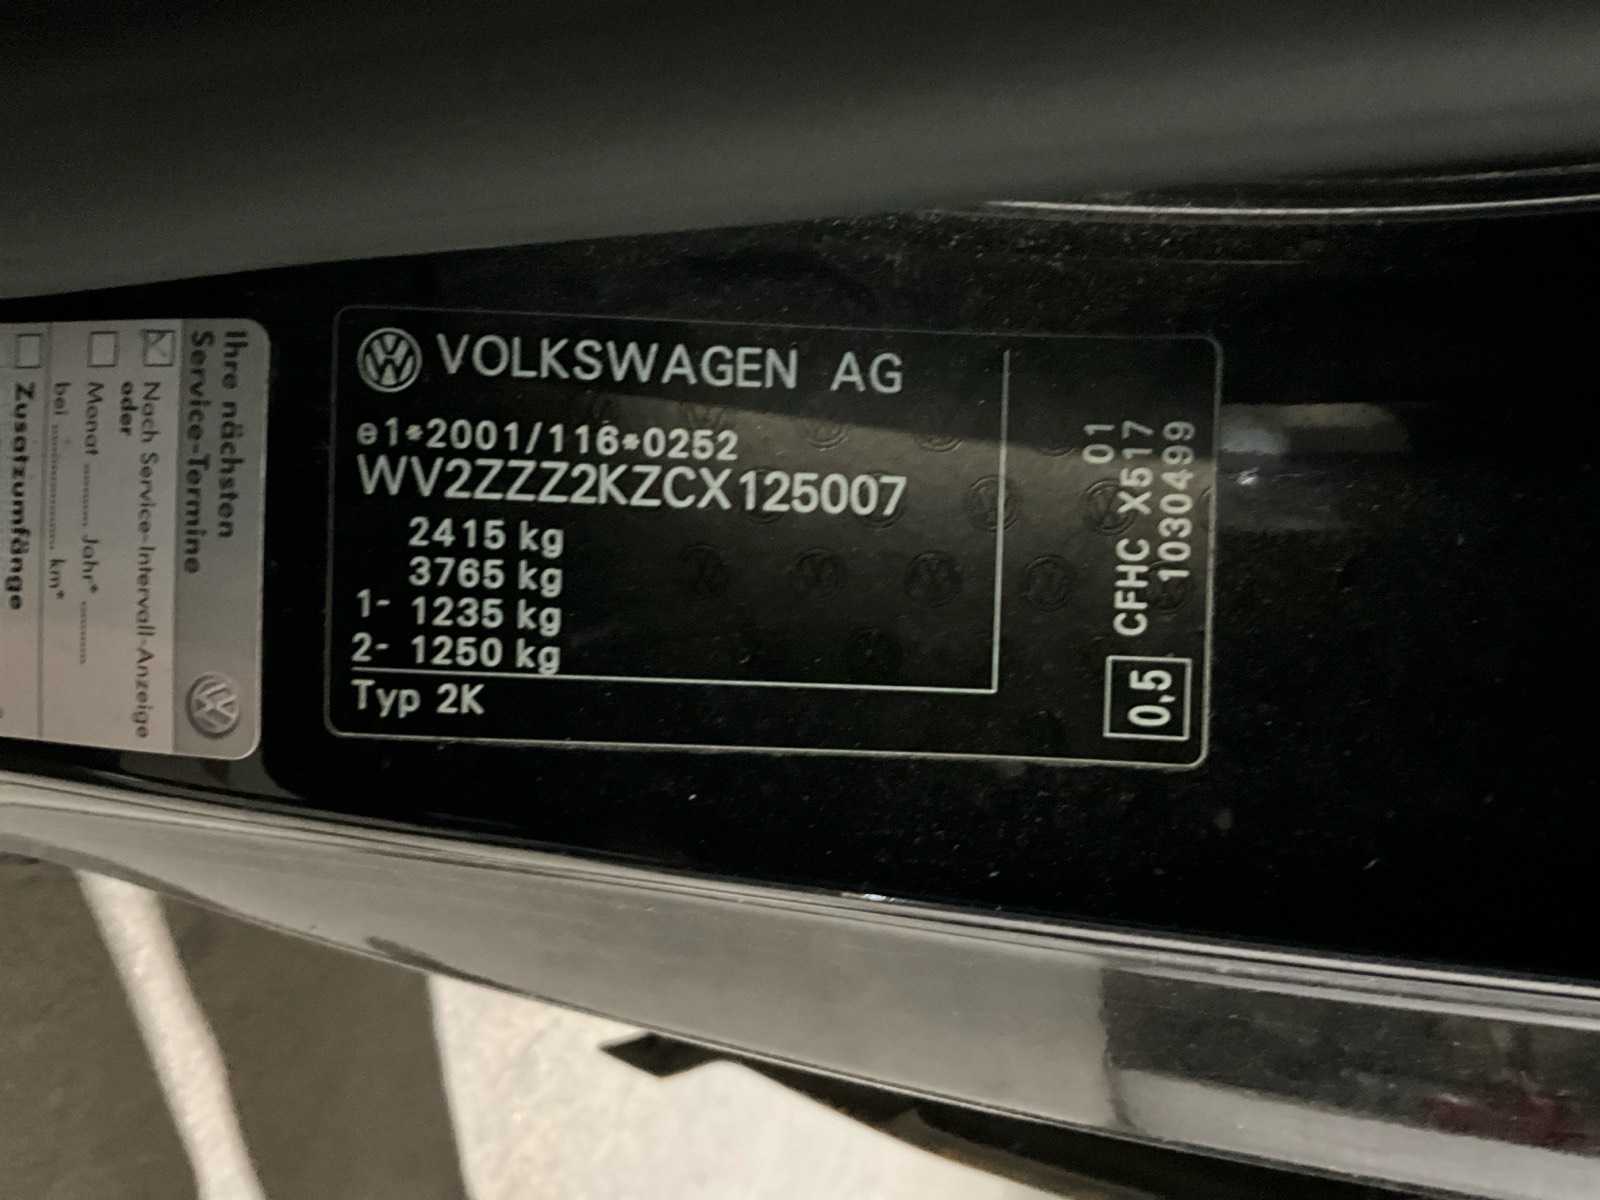 VOLKSWAGEN AG
e1*2001/116*0252
WV2ZZZ2KZCX125007
2415 kg
3765 kg
1- 1235 kg
2- 1250 kg
Typ 2K
01
CFHC X517
1030499
0,5
Ihre nächsten
Service-Termine
Nach Service-Intervall-Anzeige
oder
Monat ........ Jahr* ........
bei ................ km*
Zusatzumfänge